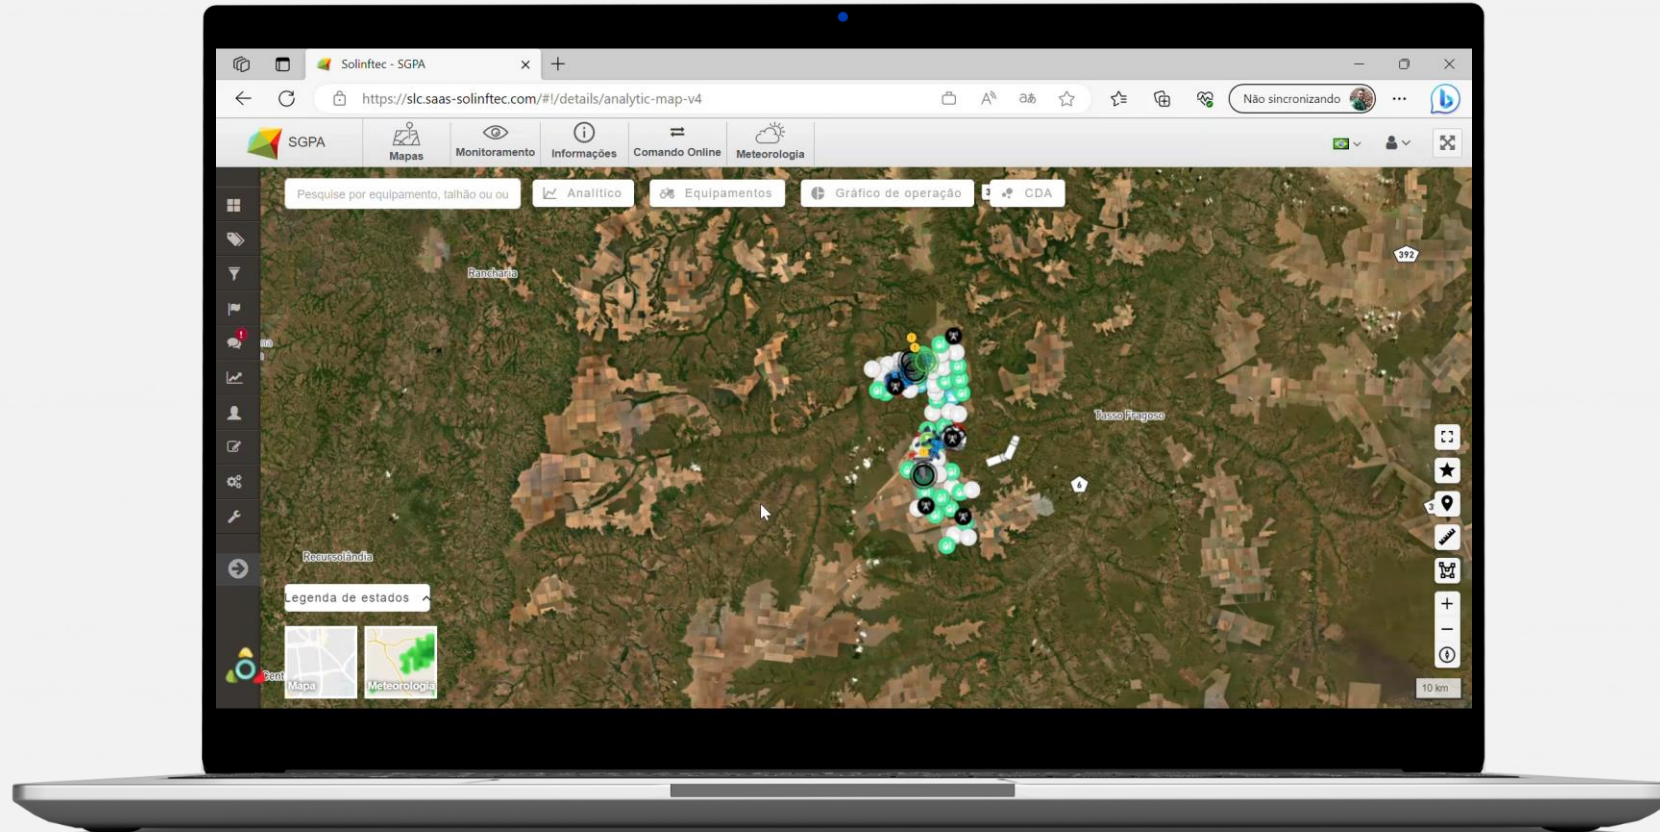 Solinftec - SGPA
https://slc.saas-solinftec.com/#!/details/analytic-map-v4
Não sincronizando
SGPA
Mapas
Monitoramento
Informações
Comando Online
Meteorologia
Pesquise por equipamento, talhão ou ou
Analítico
Equipamentos
Gráfico de operação
CDA
392
Rancharia
Tasso Fragoso
6
Recursolândia
Legenda de estados
Mapa
Meteorologia
10 km